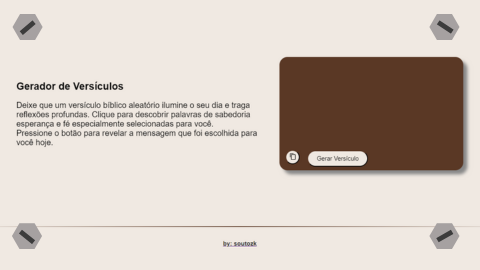 Gerador de Versículos
Deixe que um versículo bíblico aleatório ilumine o seu dia e traga
reflexões profundas. Clique para descobrir palavras de sabedoria
esperança e fé especialmente selecionadas para você.
Pressione o botão para revelar a mensagem que foi escolhida para
você hoje.
Gerar Versículo
by: soutozk